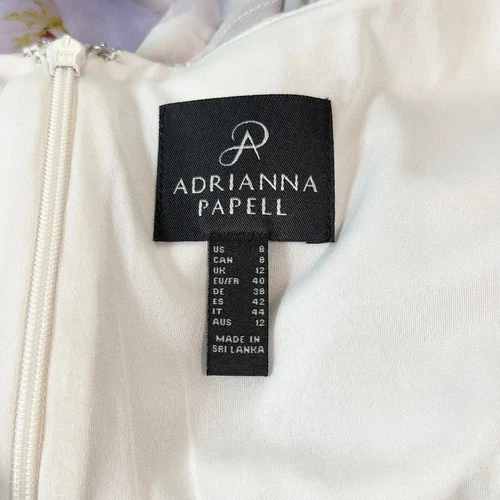 ADRIANNA
PAPELL
US 8
CAN 8
UK 12
EU/FR 40
DE 38
ES 42
IT 44
AUS 12
MADE IN
SRI LANKA